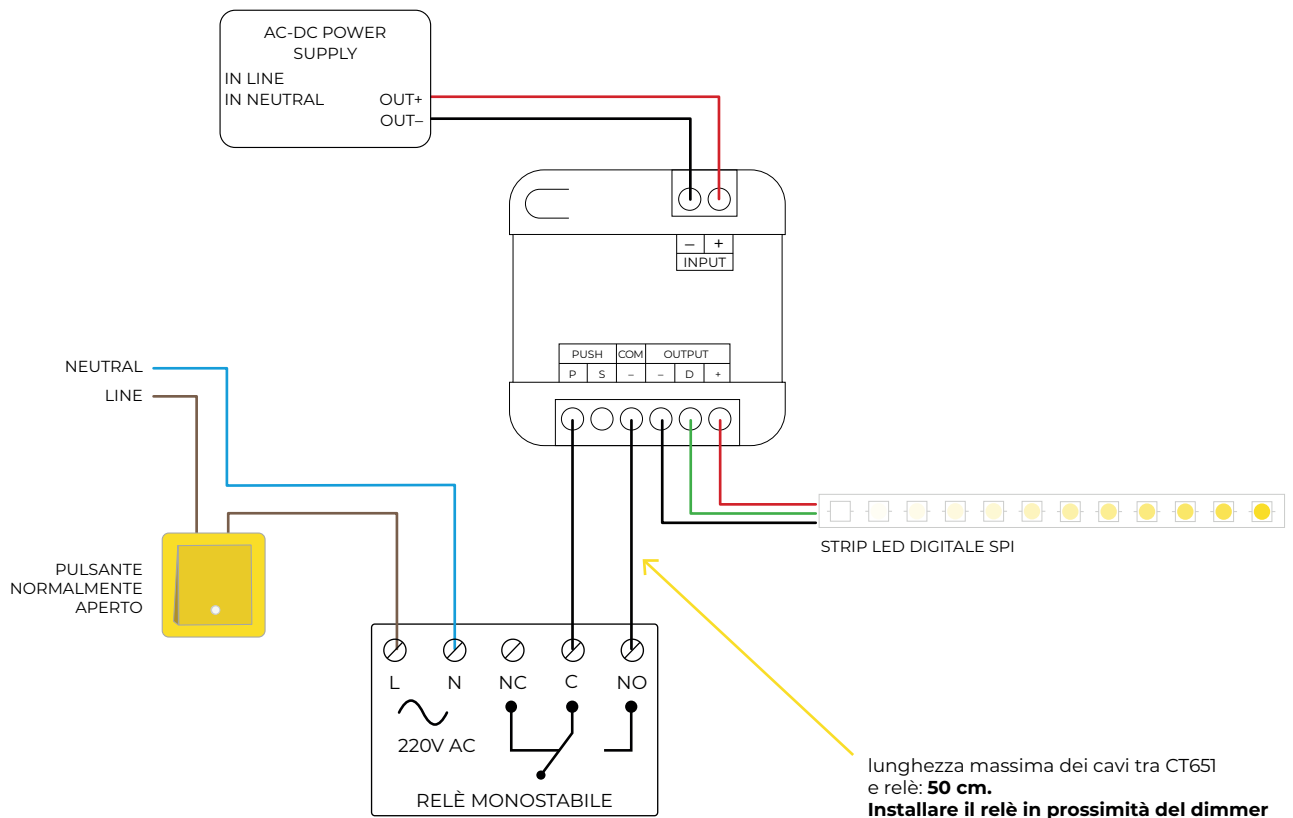 AC-DC POWER
SUPPLY
IN LINE
IN NEUTRAL OUT+
OUT–
– +
INPUT
PUSH COM OUTPUT
P S – – D +
NEUTRAL
LINE
STRIP LED DIGITALE SPI
PULSANTE
NORMALMENTE
APERTO
L N NC C NO
220V AC
RELÈ MONOSTABILE
lunghezza massima dei cavi tra CT651
e relè: 50 cm.
Installare il relè in prossimità del dimmer